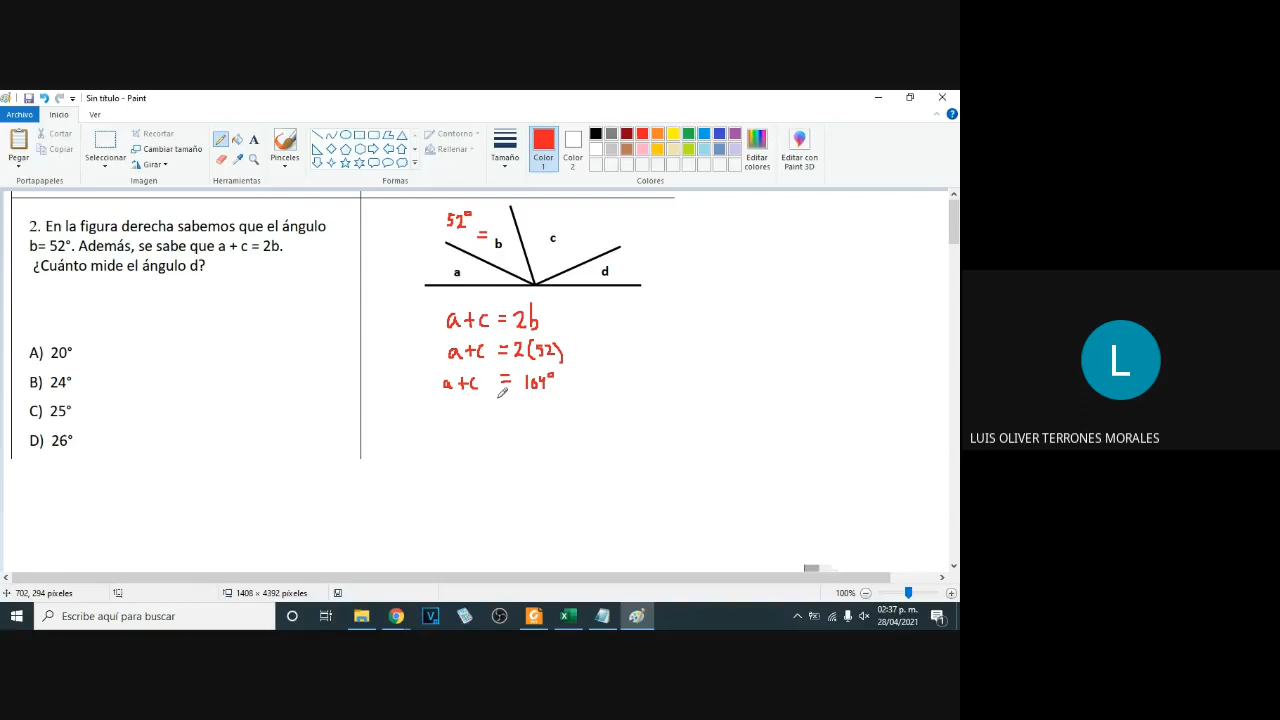 Sin título - Paint
Archivo
Inicio
Ver
Pegar
Cortar
Copiar
Portapapeles
Seleccionar
Recortar
Cambiar tamaño
Girar
Imagen
A
Herramientas
Pinceles
Formas
Contorno
Rellenar
Tamaño
Color 1
Color 2
Colores
Editar colores
Editar con Paint 3D
2. En la figura derecha sabemos que el ángulo
b= 52°. Además, se sabe que a + c = 2b.
¿Cuánto mide el ángulo d?
A) 20°
B) 24°
C) 25°
D) 26°
52° =
a
b
c
d
a+c = 2b
a+c = 2(52)
a+c = 104°
L
LUIS OLIVER TERRONES MORALES
702, 294 píxeles
1408 × 4392 píxeles
100%
Escribe aquí para buscar
02:37 p. m.
28/04/2021
1